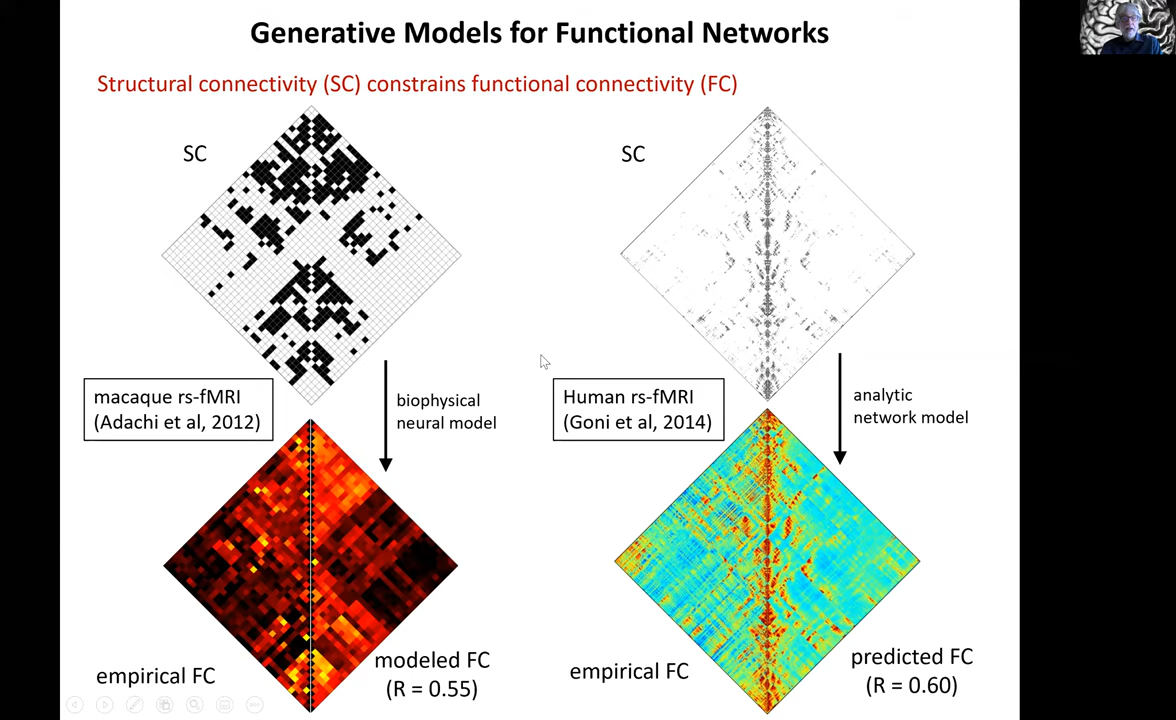 Generative Models for Functional Networks
Structural connectivity (SC) constrains functional connectivity (FC)
SC
SC
macaque rs-fMRI
(Adachi et al, 2012)
biophysical
neural model
Human rs-fMRI
(Goni et al, 2014)
analytic
network model
empirical FC
modeled FC
(R = 0.55)
empirical FC
predicted FC
(R = 0.60)